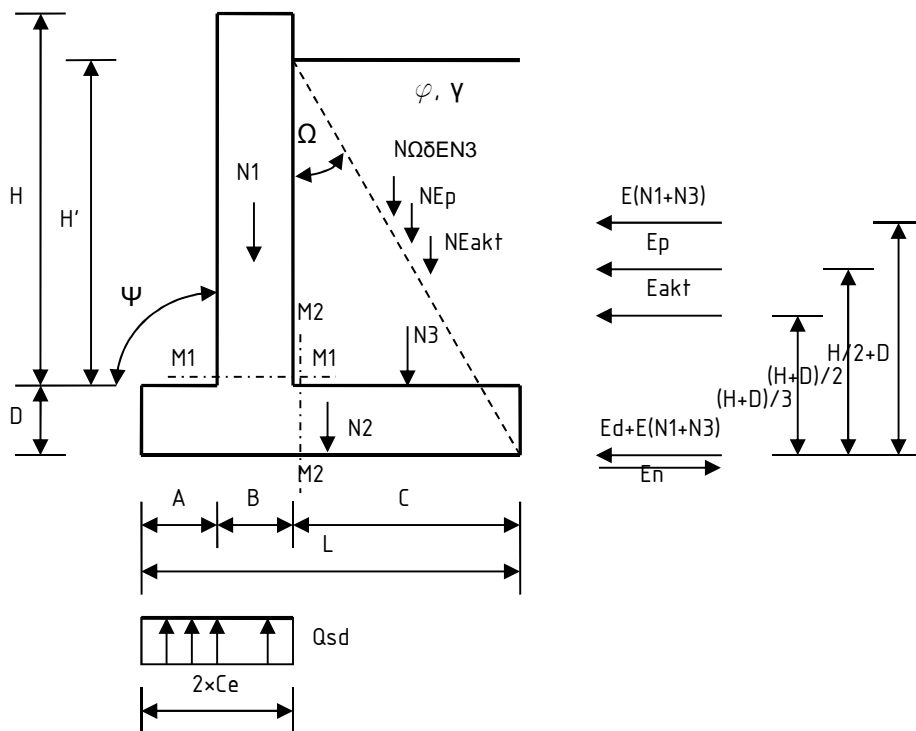 φ, γ
Ω
NΩδEN3
N1
NEp
E(N1+N3)
H
H'
NEakt
Ep
Eakt
Ψ
M2
N3
M1
M1
H/2+D
(H+D)/2
(H+D)/3
D
N2
Ed+E(N1+N3)
M2
En
A
B
C
L
Qsd
2×Ce